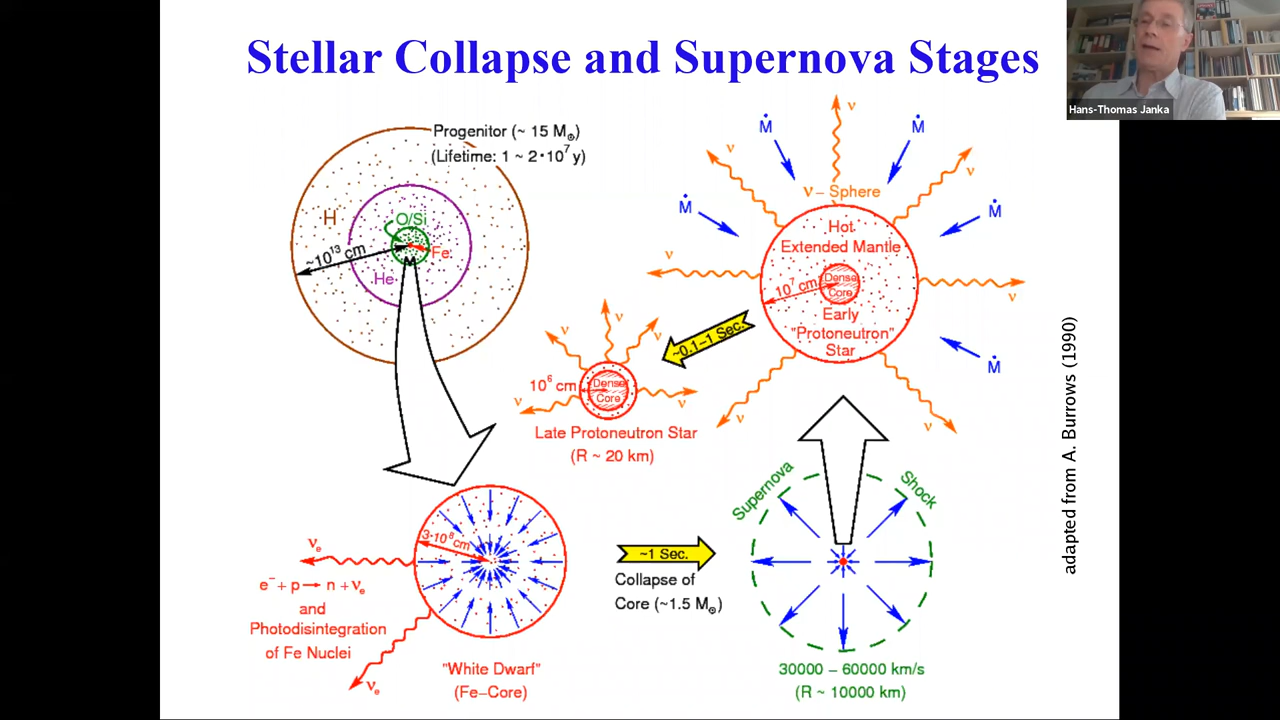 Stellar Collapse and Supernova Stages
Hans-Thomas Janka
Progenitor (~ 15 M⊙)
(Lifetime: 1 ~ 2•10⁷ y)
H
O/Si
Fe
He
~10¹³ cm
Ṁ
Ṁ
Ṁ
Ṁ
Ṁ
ν
ν
ν
ν
ν
ν
ν
ν – Sphere
Hot
Extended Mantle
Dense
Core
10⁷ cm
Early
"Protoneutron"
Star
~0.1–1 Sec.
ν
ν
ν
ν
ν
10⁶ cm
Dense
Core
Late Protoneutron Star
(R ~ 20 km)
3•10⁸ cm
νₑ
e⁻ + p → n + νₑ
and
Photodisintegration
of Fe Nuclei
νₑ
"White Dwarf"
(Fe–Core)
~1 Sec.
Collapse of
Core (~1.5 M⊙)
Supernova
Shock
30000 – 60000 km/s
(R ~ 10000 km)
adapted from A. Burrows (1990)